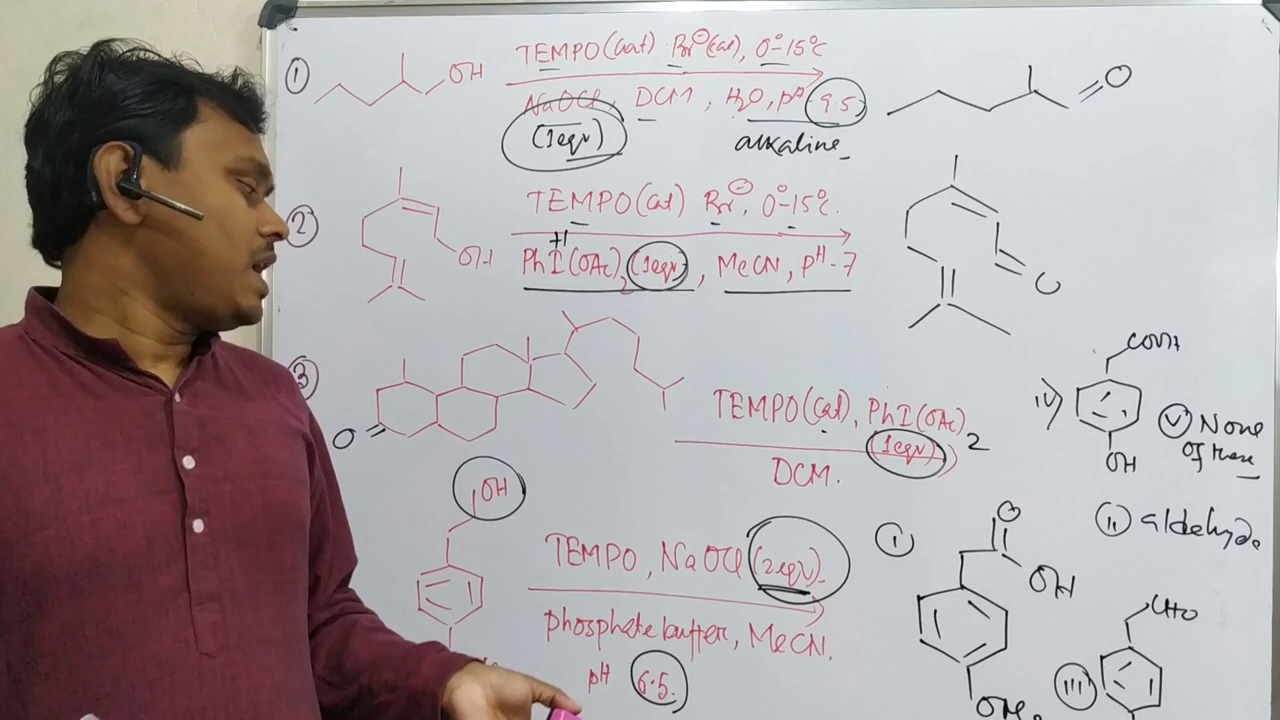 ① TEMPO(cat) Br⊖(cat), 0°-15°C
OH
NaOCl, DCM, H₂O, pH 9.5
(1eqv)
alkaline
O
② TEMPO(cat) Br⊖, 0°-15°C.
OH
+II
PhI(OAc)₂(1eqv), MeCN, pH-7
O
③
O
TEMPO(cat), PhI(OAc)₂
(1eqv)
DCM.
OH
TEMPO, NaOCl (2eqv)
phosphate buffer, MeCN.
pH 6.5.
ⓘ O
OH
OMe
iv) COOH
OH
ⓥ None
of these
ⓘⓘ aldehyde
CHO
ⓘⓘⓘ